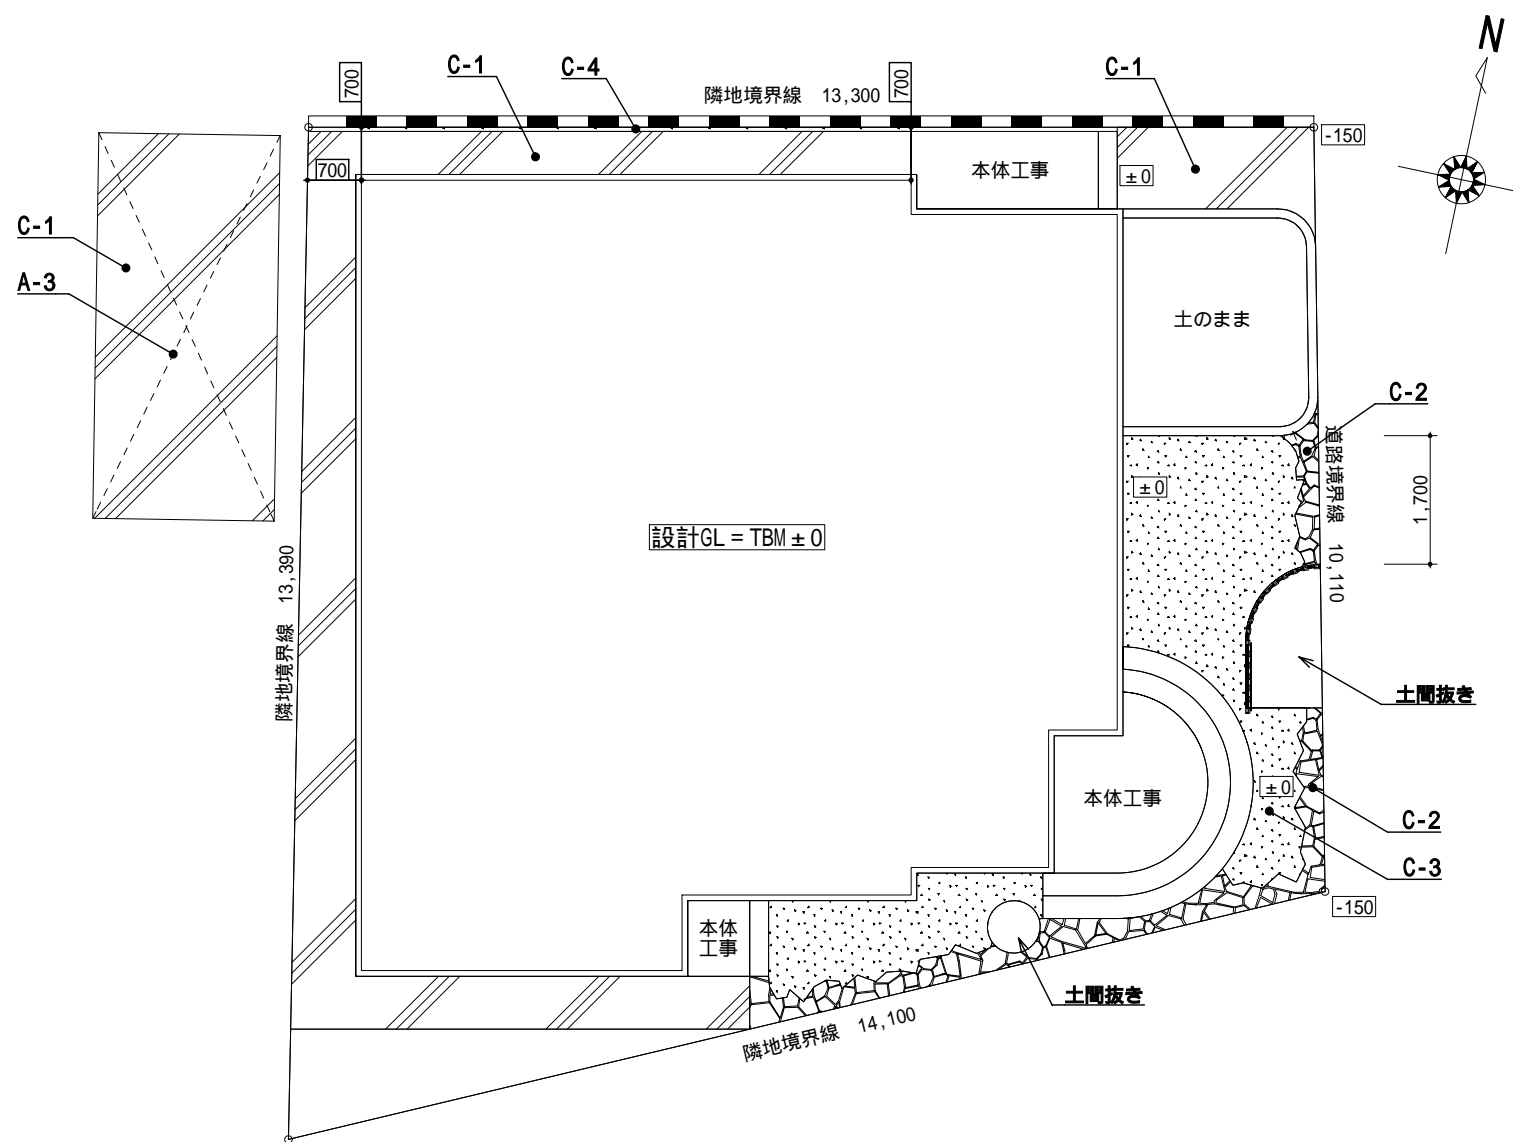 N
700
C-1
C-4
700
C-1
隣地境界線 13,300
-150
700
本体工事
±0
C-1
A-3
土のまま
C-2
道路境界線 10,110
±0
1,700
設計GL = TBM ± 0
隣地境界線 13,390
土間抜き
±0
本体工事
C-2
C-3
-150
本体
工事
土間抜き
隣地境界線 14,100